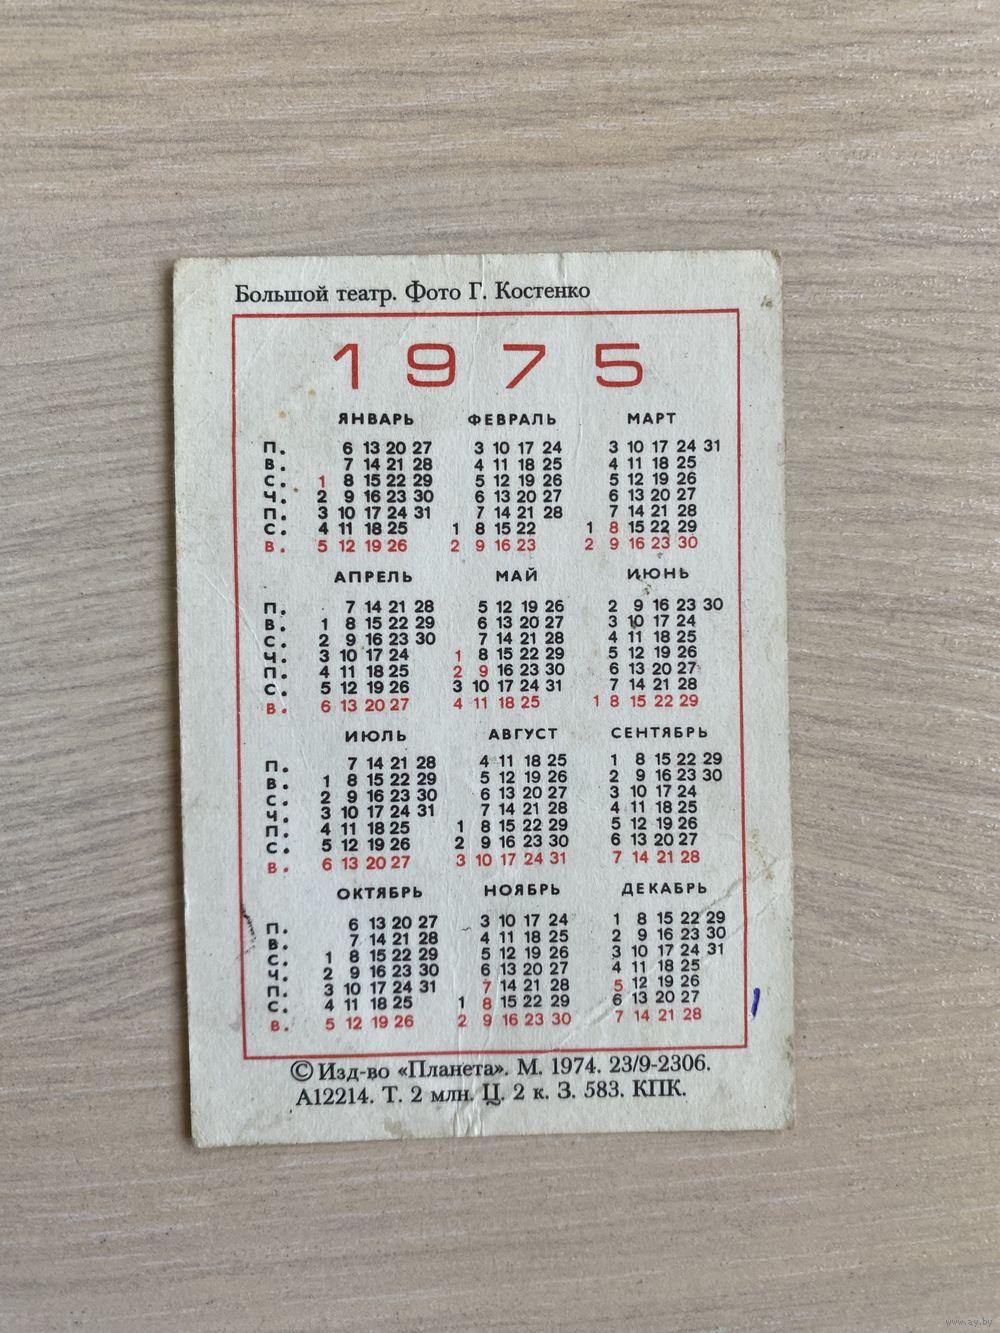 Большой театр. Фото Г. Костенко
1975
ЯНВАРЬ ФЕВРАЛЬ МАРТ
П. 6 13 20 27 3 10 17 24 3 10 17 24 31
В. 7 14 21 28 4 11 18 25 4 11 18 25
С. 1 8 15 22 29 5 12 19 26 5 12 19 26
Ч. 2 9 16 23 30 6 13 20 27 6 13 20 27
П. 3 10 17 24 31 7 14 21 28 7 14 21 28
С. 4 11 18 25 1 8 15 22 1 8 15 22 29
В. 5 12 19 26 2 9 16 23 2 9 16 23 30
АПРЕЛЬ МАЙ ИЮНЬ
П. 7 14 21 28 5 12 19 26 2 9 16 23 30
В. 1 8 15 22 29 6 13 20 27 3 10 17 24
С. 2 9 16 23 30 7 14 21 28 4 11 18 25
Ч. 3 10 17 24 1 8 15 22 29 5 12 19 26
П. 4 11 18 25 2 9 16 23 30 6 13 20 27
С. 5 12 19 26 3 10 17 24 31 7 14 21 28
В. 6 13 20 27 4 11 18 25 1 8 15 22 29
ИЮЛЬ АВГУСТ СЕНТЯБРЬ
П. 7 14 21 28 4 11 18 25 1 8 15 22 29
В. 1 8 15 22 29 5 12 19 26 2 9 16 23 30
С. 2 9 16 23 30 6 13 20 27 3 10 17 24
Ч. 3 10 17 24 31 7 14 21 28 4 11 18 25
П. 4 11 18 25 1 8 15 22 29 5 12 19 26
С. 5 12 19 26 2 9 16 23 30 6 13 20 27
В. 6 13 20 27 3 10 17 24 31 7 14 21 28
ОКТЯБРЬ НОЯБРЬ ДЕКАБРЬ
П. 6 13 20 27 3 10 17 24 1 8 15 22 29
В. 7 14 21 28 4 11 18 25 2 9 16 23 30
С. 1 8 15 22 29 5 12 19 26 3 10 17 24 31
Ч. 2 9 16 23 30 6 13 20 27 4 11 18 25
П. 3 10 17 24 31 7 14 21 28 5 12 19 26
С. 4 11 18 25 1 8 15 22 29 6 13 20 27
В. 5 12 19 26 2 9 16 23 30 7 14 21 28
© Изд-во «Планета». М. 1974. 23/9-2306.
А12214. Т. 2 млн. Ц. 2 к. З. 583. КПК.
www.ay.by